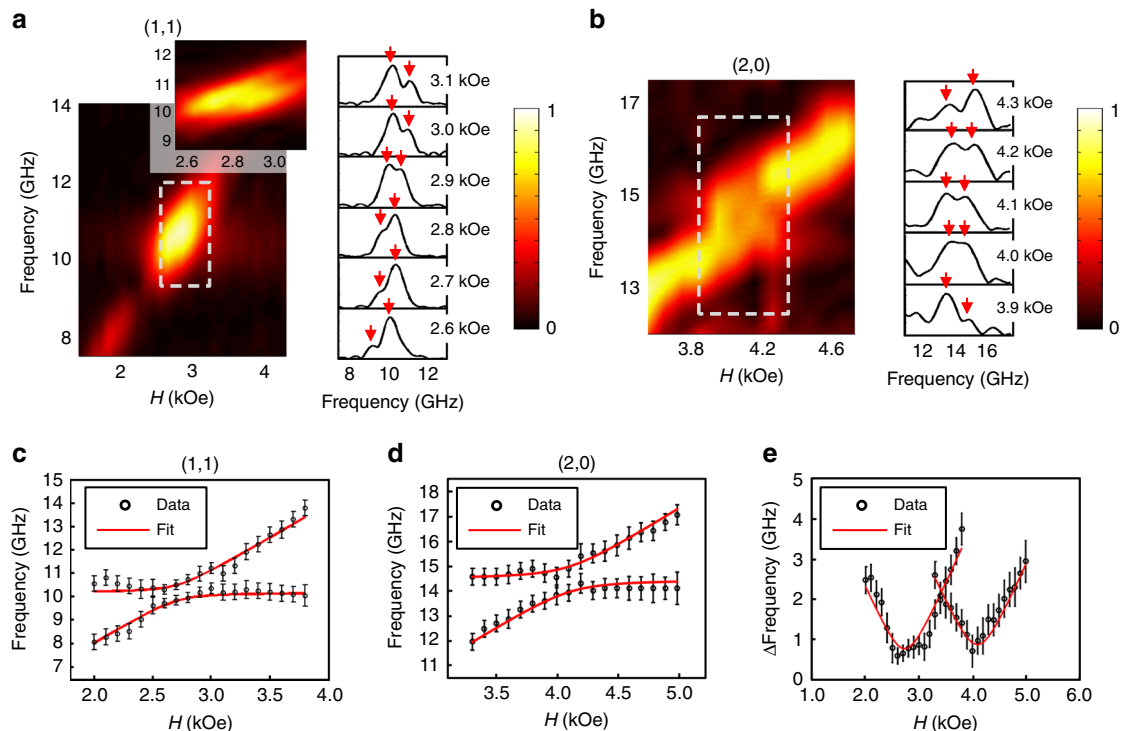 a
(1,1)
12
11
10
9
2.6 2.8 3.0
14
12
10
8
Frequency (GHz)
2 3 4
H (kOe)
3.1 kOe
3.0 kOe
2.9 kOe
2.8 kOe
2.7 kOe
2.6 kOe
8 10 12
Frequency (GHz)
1
0
b
(2,0)
17
15
13
Frequency (GHz)
3.8 4.2 4.6
H (kOe)
4.3 kOe
4.2 kOe
4.1 kOe
4.0 kOe
3.9 kOe
12 14 16
Frequency (GHz)
1
0
c
(1,1)
Data
Fit
15
14
13
12
11
10
9
8
7
Frequency (GHz)
2.0 2.5 3.0 3.5 4.0
H (kOe)
d
(2,0)
Data
Fit
18
17
16
15
14
13
12
11
Frequency (GHz)
3.5 4.0 4.5 5.0
H (kOe)
e
Data
Fit
5
4
3
2
1
0
ΔFrequency (GHz)
1.0 2.0 3.0 4.0 5.0 6.0
H (kOe)